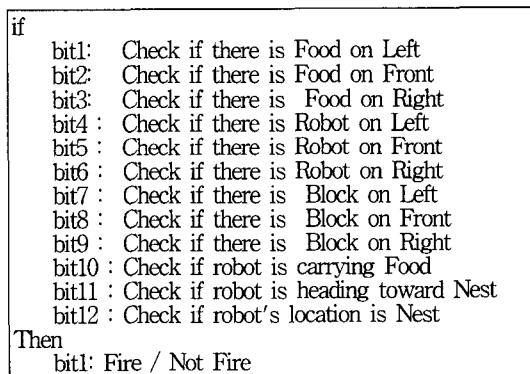 if
bit1: Check if there is Food on Left
bit2: Check if there is Food on Front
bit3: Check if there is Food on Right
bit4 : Check if there is Robot on Left
bit5 : Check if there is Robot on Front
bit6 : Check if there is Robot on Right
bit7 : Check if there is Block on Left
bit8 : Check if there is Block on Front
bit9 : Check if there is Block on Right
bit10 : Check if robot is carrying Food
bit11 : Check if robot is heading toward Nest
bit12 : Check if robot's location is Nest
Then
bit1: Fire / Not Fire